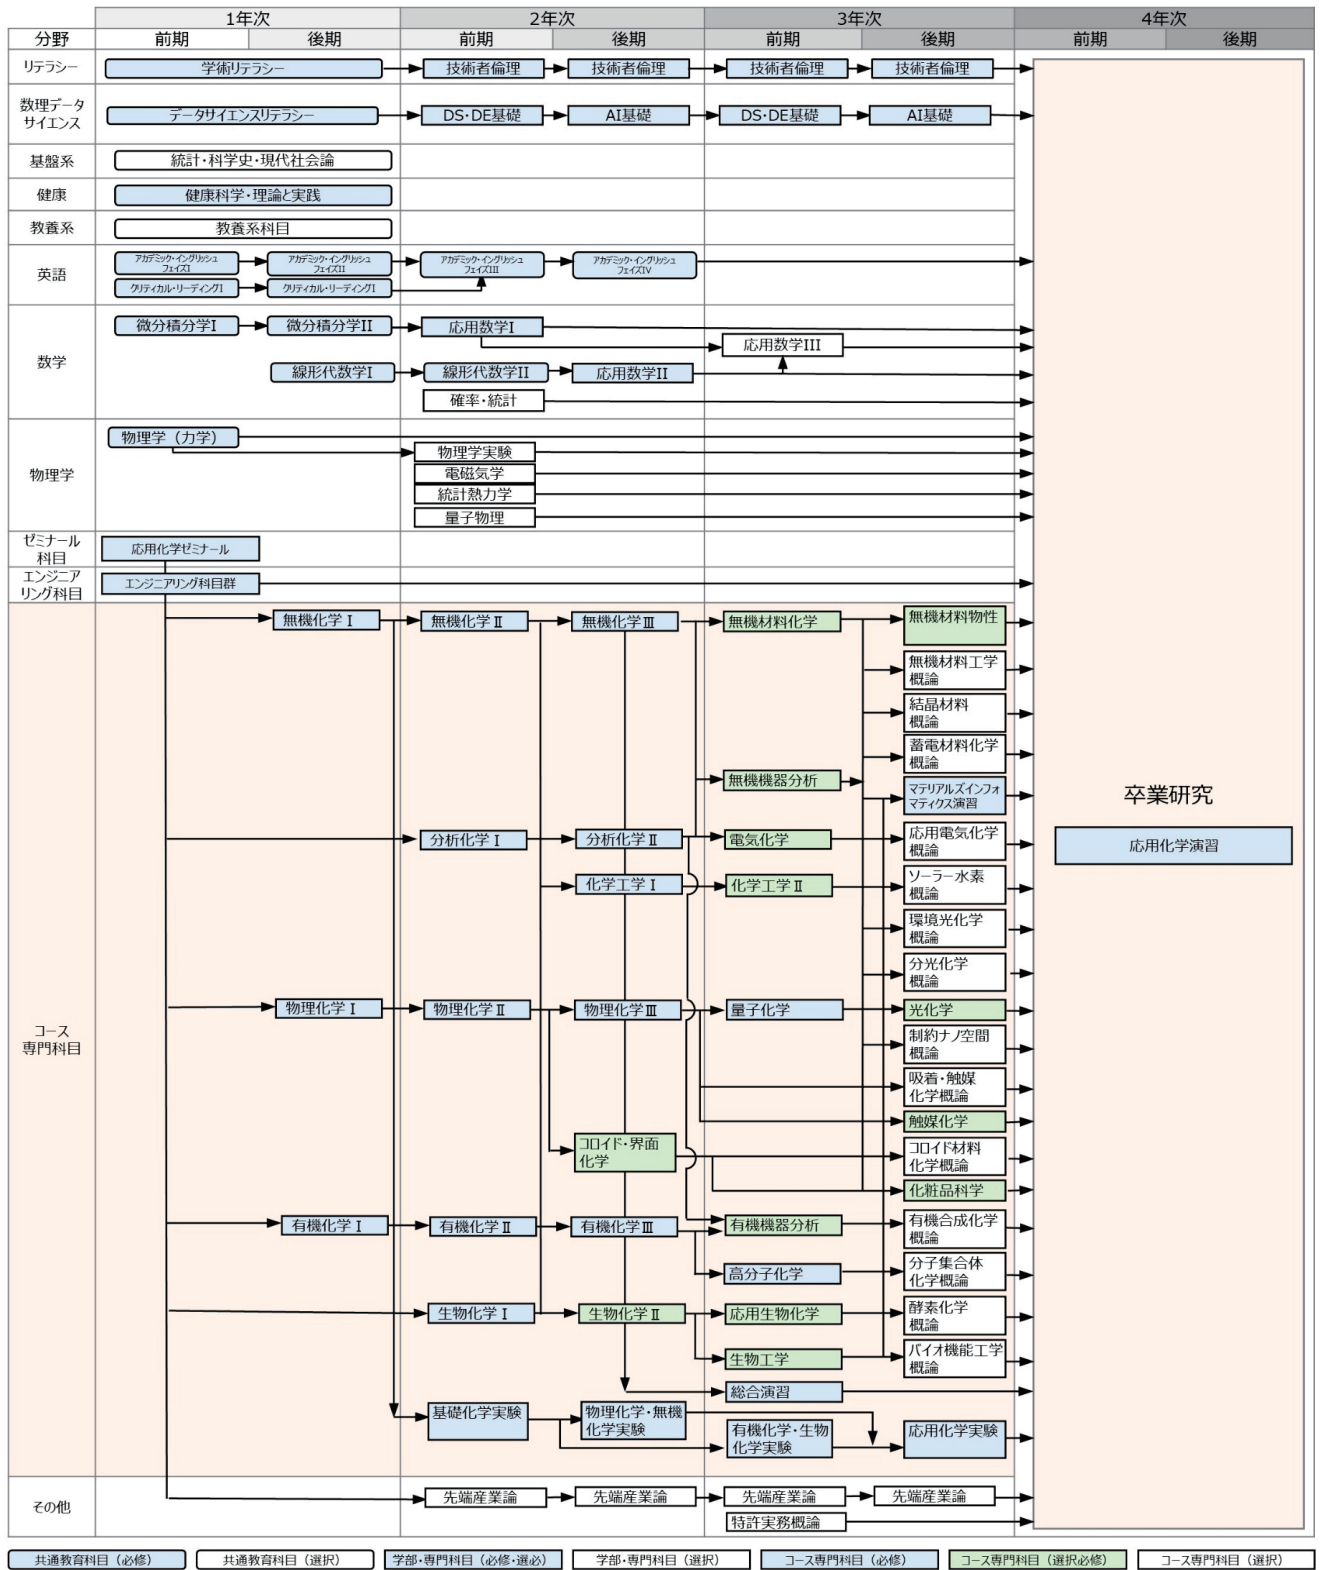 1年次 2年次 3年次 4年次
分野 前期 後期 前期 後期 前期 後期 前期 後期
リテラシー 学術リテラシー 技術者倫理 技術者倫理 技術者倫理 技術者倫理
数理データ
サイエンス データサイエンスリテラシー DS・DE基礎 AI基礎 DS・DE基礎 AI基礎
基盤系 統計・科学史・現代社会論
健康 健康科学・理論と実践
教養系 教養系科目
英語
アカデミック・イングリッシュ
フェイズI
アカデミック・イングリッシュ
フェイズII
アカデミック・イングリッシュ
フェイズIII
アカデミック・イングリッシュ
フェイズIV
クリティカル・リーディングI クリティカル・リーディングI
数学
微分積分学I 微分積分学II 応用数学I
応用数学III
線形代数学I 線形代数学II 応用数学II
確率・統計
物理学
物理学（力学）
物理学実験
電磁気学
統計熱力学
量子物理
ゼミナール
科目
応用化学ゼミナール
エンジニア
リング科目
エンジニアリング科目群
コース
専門科目
無機化学Ⅰ 無機化学Ⅱ 無機化学Ⅲ 無機材料化学 無機材料物性
無機材料工学
概論
結晶材料
概論
蓄電材料化学
概論
無機機器分析
マテリアルズインフォ
マティクス演習
分析化学Ⅰ 分析化学Ⅱ 電気化学
応用電気化学
概論
化学工学Ⅰ 化学工学Ⅱ
ソーラー水素
概論
環境光化学
概論
分光化学
概論
物理化学Ⅰ 物理化学Ⅱ 物理化学Ⅲ 量子化学 光化学
制約ナノ空間
概論
吸着・触媒
化学概論
触媒化学
コロイド・界面
化学
コロイド材料
化学概論
化粧品科学
有機化学Ⅰ 有機化学Ⅱ 有機化学Ⅲ 有機機器分析
有機合成化学
概論
高分子化学
分子集合体
化学概論
生物化学Ⅰ 生物化学Ⅱ 応用生物化学
酵素化学
概論
生物工学
バイオ機能工学
概論
総合演習
基礎化学実験
物理化学・無機
化学実験
有機化学・生物
化学実験
応用化学実験
卒業研究
応用化学演習
その他
先端産業論 先端産業論 先端産業論 先端産業論
特許実務概論
共通教育科目（必修） 共通教育科目（選択） 学部・専門科目（必修・選必） 学部・専門科目（選択） コース専門科目（必修） コース専門科目（選択必修） コース専門科目（選択）